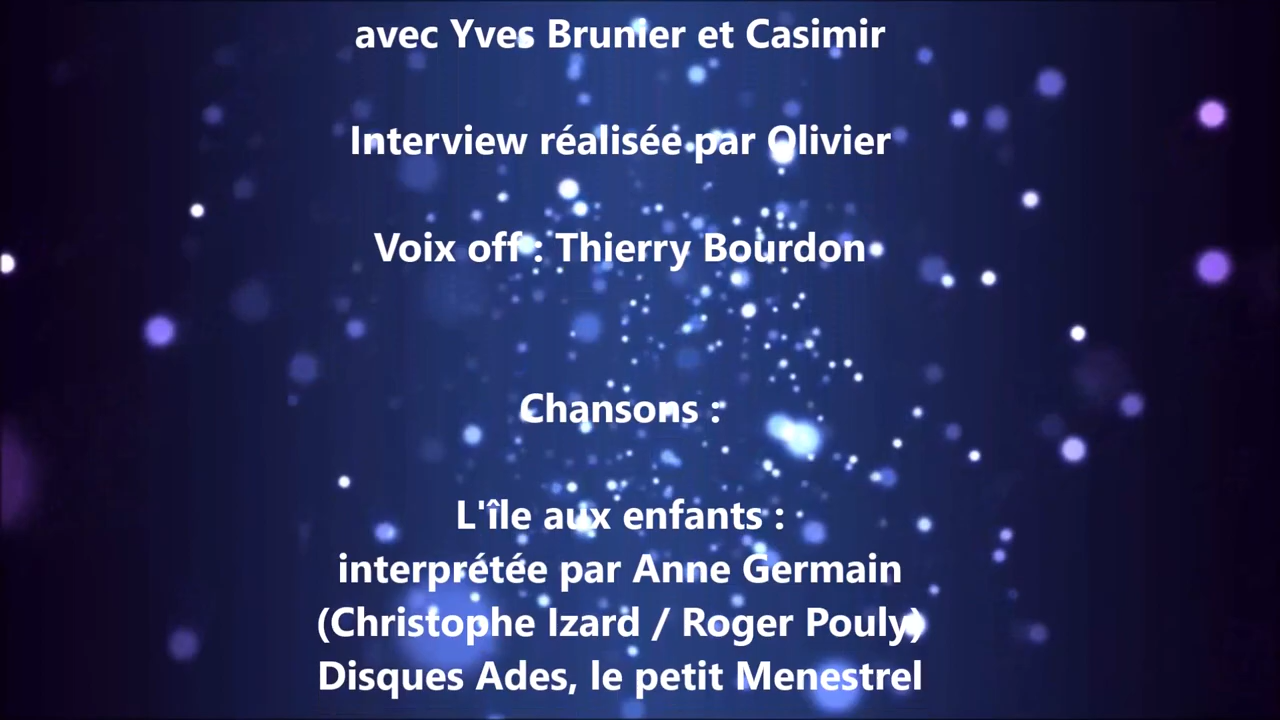 avec Yves Brunier et Casimir
Interview réalisée par Olivier
Voix off : Thierry Bourdon
Chansons :
L'île aux enfants :
interprétée par Anne Germain
(Christophe Izard / Roger Pouly)
Disques Ades, le petit Menestrel